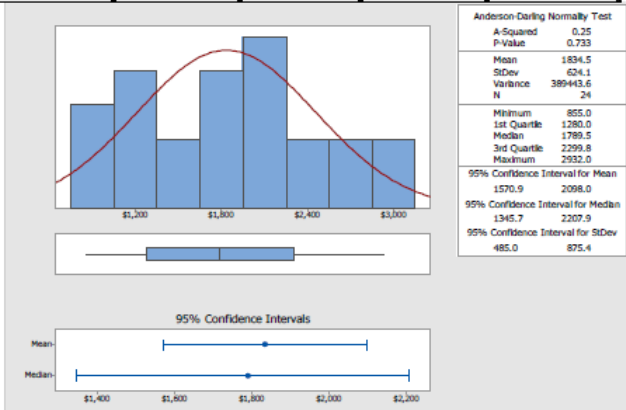 Anderson-Darling Normality Test
A-Squared 0.25
P-Value 0.733
Mean 1834.5
StDev 624.1
Variance 389443.6
N 24
Minimum 855.0
1st Quartile 1280.0
Median 1789.5
3rd Quartile 2299.8
Maximum 2932.0
95% Confidence Interval for Mean
1570.9 2098.0
95% Confidence Interval for Median
1345.7 2207.9
95% Confidence Interval for StDev
485.0 875.4
$1,200 $1,800 $2,400 $3,000
95% Confidence Intervals
Mean
Median
$1,400 $1,600 $1,800 $2,000 $2,200